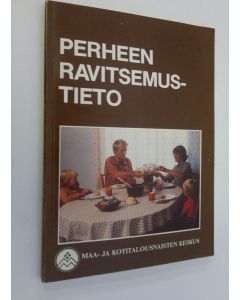 PERHEEN
RAVITSEMUS-
TIETO
MAA- JA KOTITALOUSNAISTEN KESKUS